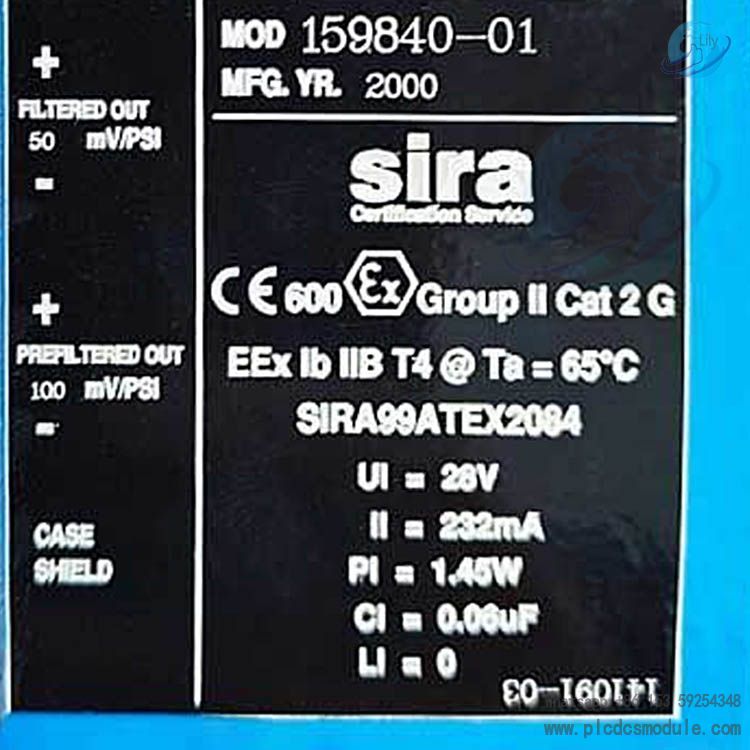 MOD 159840-01
MFG. YR. 2000
+
FILTERED OUT
50 mV/PSI
-
+
PREFILTERED OUT
100 mV/PSI
-
CASE
SHIELD
sira
Certification Service
CE 600 Ex Group II Cat 2 G
EEx ib IIB T4 @ Ta = 65°C
SIRA99ATEX2084
Ui = 28V
Ii = 232mA
Pi = 1.45W
Ci = 0.06uF
Li = 0
141091-03
59254348
www.plcdcsmodule.com
Lily